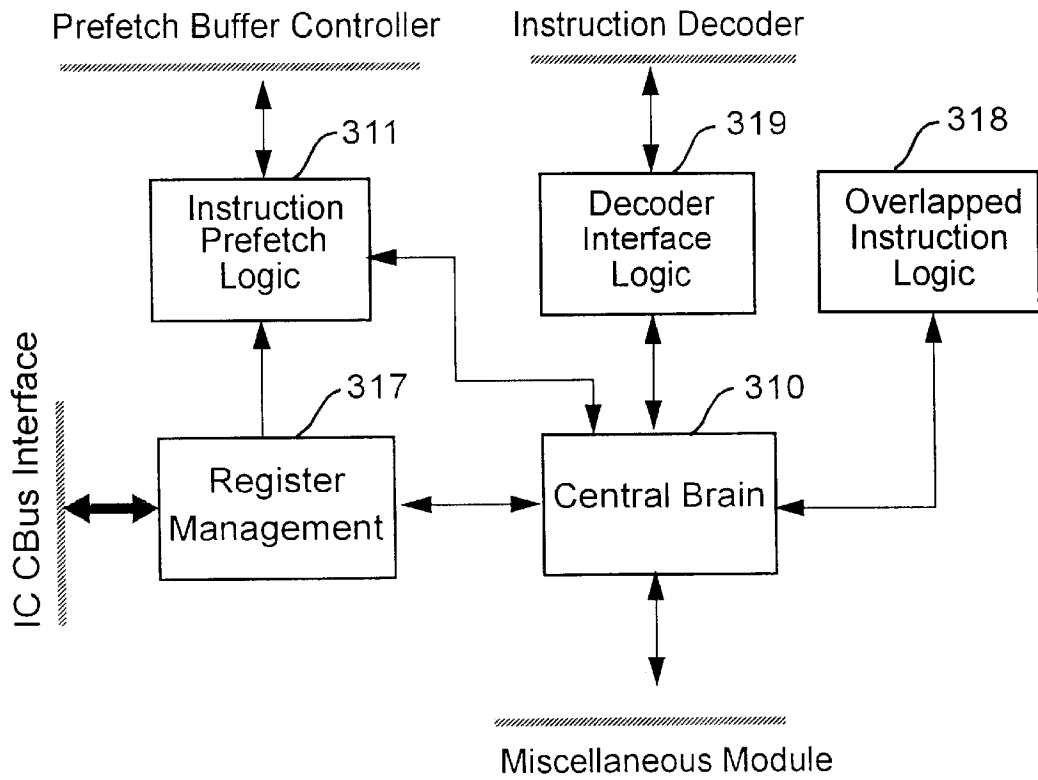 Prefetch Buffer Controller
Instruction Decoder
311
319
318
Instruction
Prefetch
Logic
Decoder
Interface
Logic
Overlapped
Instruction
Logic
IC CBus Interface
317
310
Register
Management
Central Brain
Miscellaneous Module